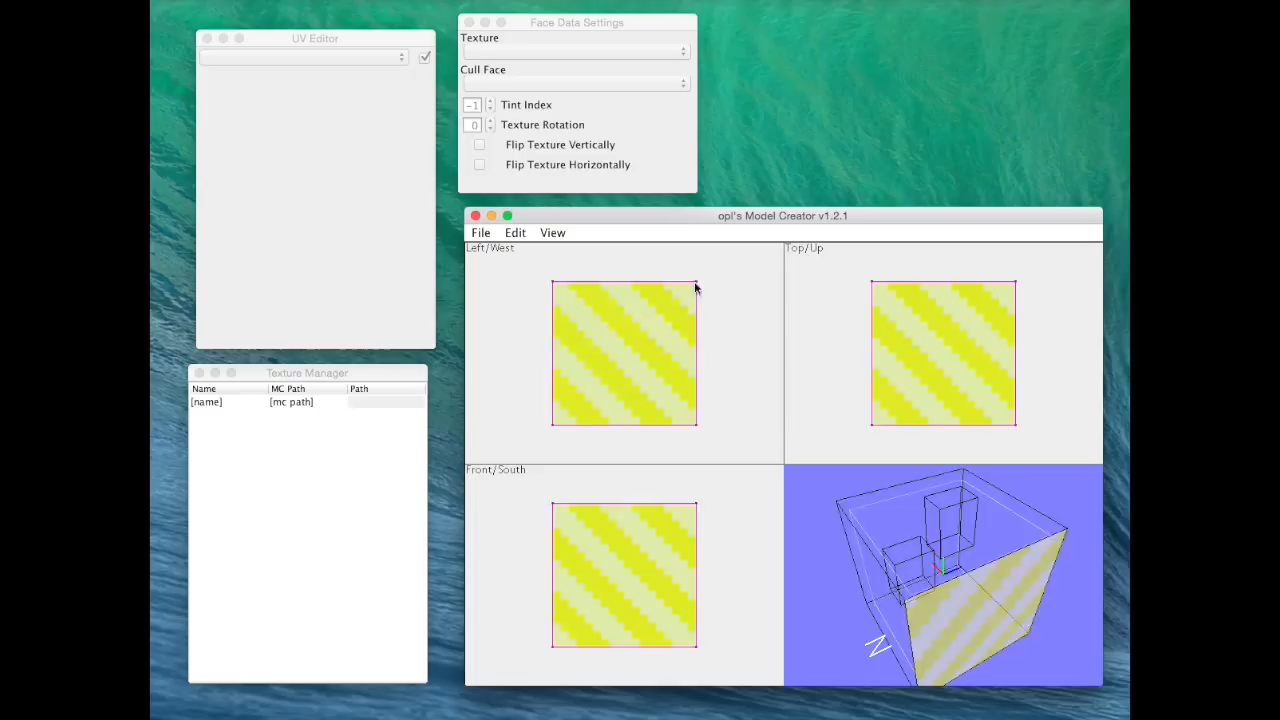 UV Editor
Face Data Settings
Texture
Cull Face
-1 Tint Index
0 Texture Rotation
Flip Texture Vertically
Flip Texture Horizontally
opl's Model Creator v1.2.1
File Edit View
Left/West
Top/Up
Front/South
N
Texture Manager
Name MC Path Path
[name] [mc path]